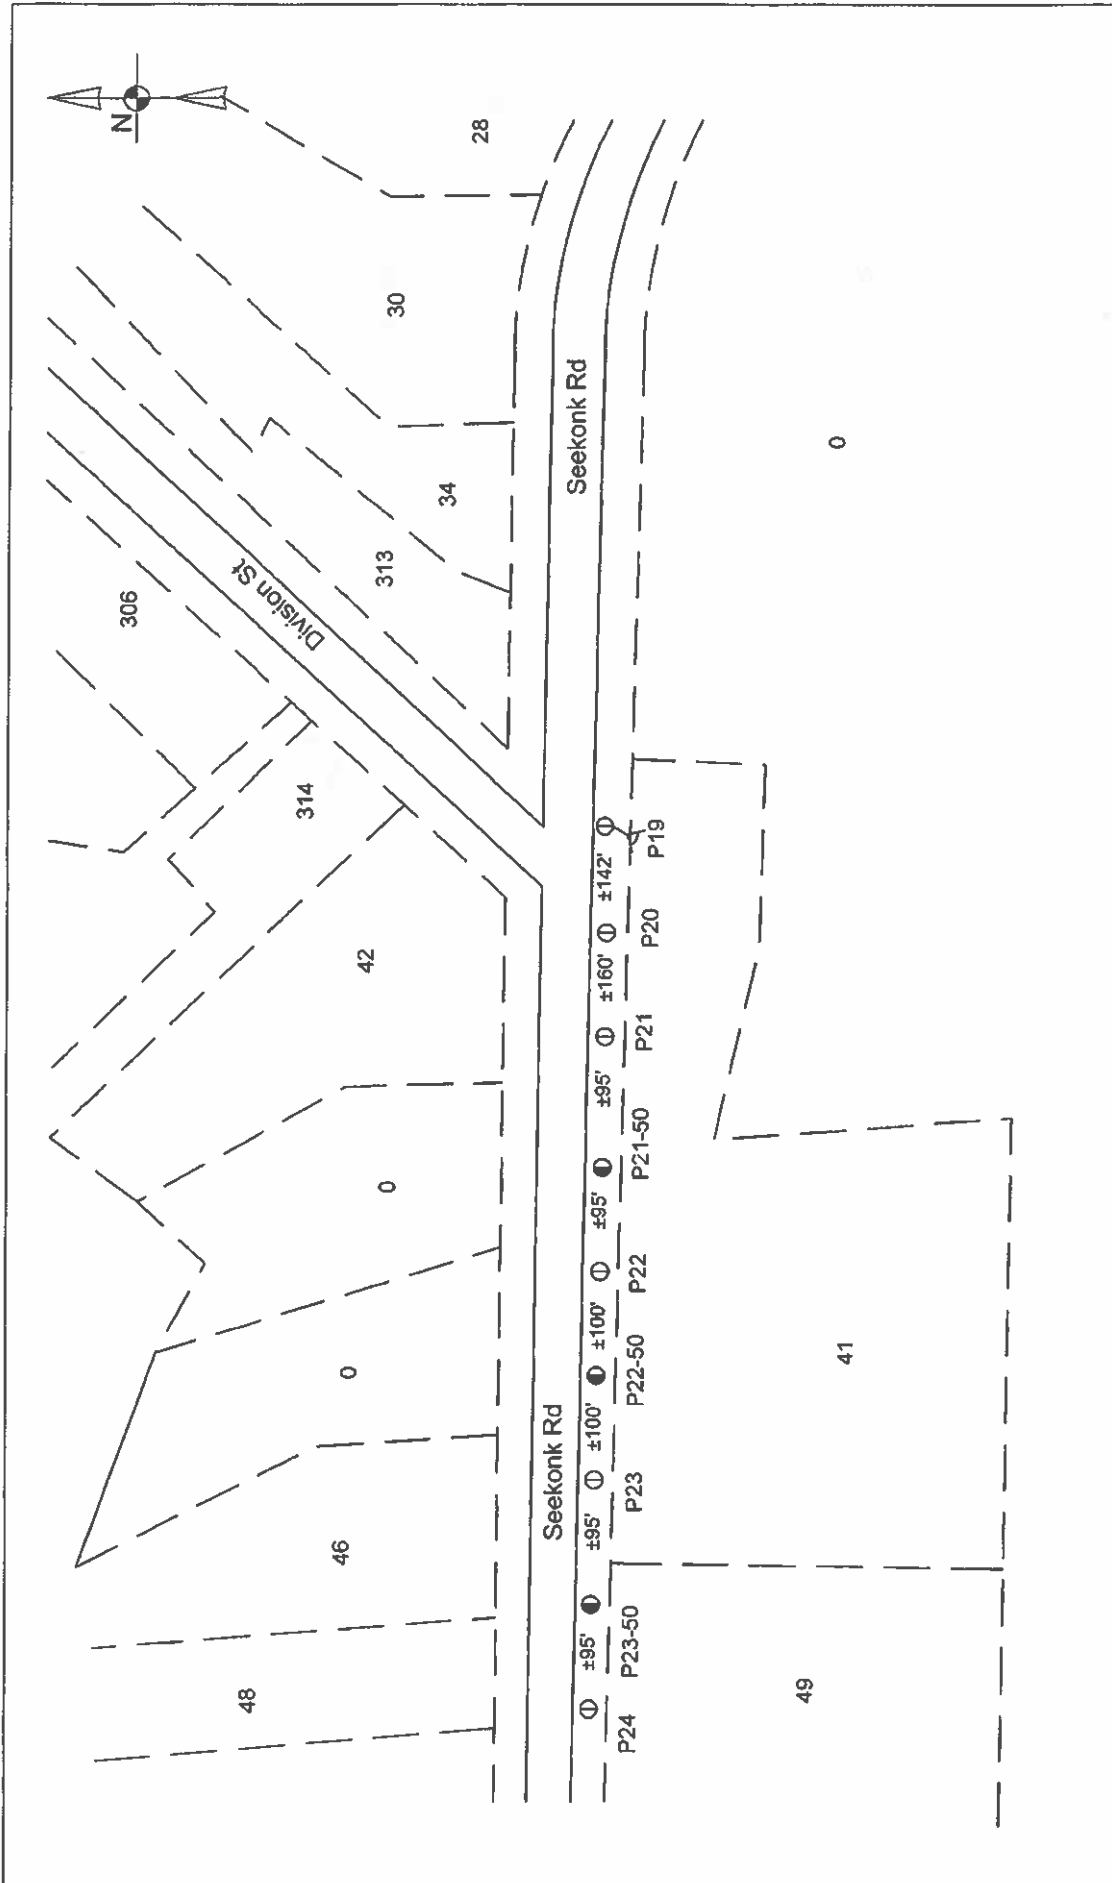 N
28
30
34
313
Division St
306
314
42
0
0
46
48
Seekonk Rd
Seekonk Rd
0
±142'
P19
P20
±160'
P21
±95'
P21-50
±95'
P22
±100'
P22-50
±100'
P23
±95'
P23-50
±95'
P24
41
49